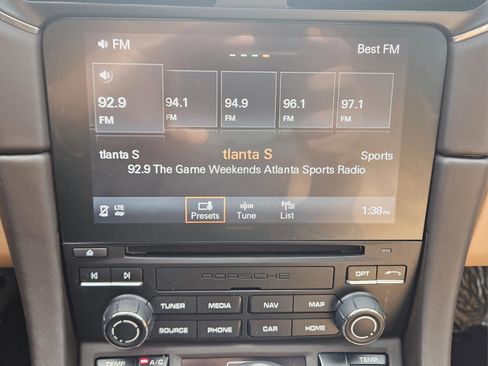 FM
Best FM
92.9 94.1 94.9 96.1 97.1
FM FM FM FM FM
tlanta S tlanta S Sports
92.9 The Game Weekends Atlanta Sports Radio
LTE Presets Tune List 1:38 PM
PORSCHE OPT
TUNER MEDIA NAV MAP
SOURCE PHONE CAR HOME
TEMP A/C TEMP